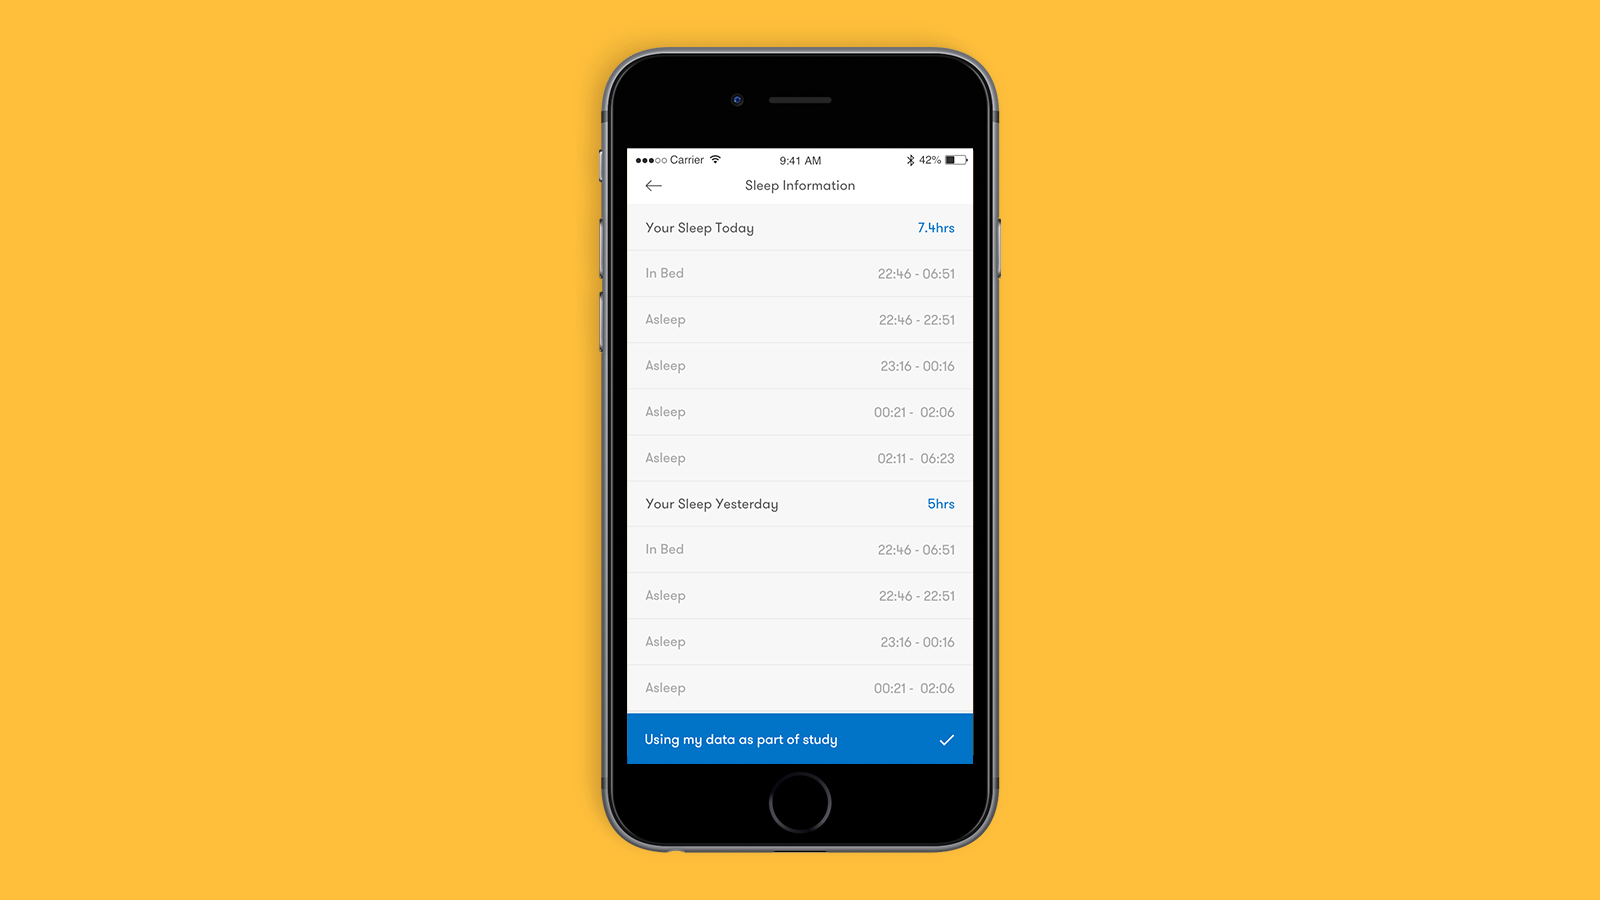 Carrier 9:41 AM 42%
Sleep Information
Your Sleep Today 7.4hrs
In Bed 22:46 - 06:51
Asleep 22:46 - 22:51
Asleep 23:16 - 00:16
Asleep 00:21 - 02:06
Asleep 02:11 - 06:23
Your Sleep Yesterday 5hrs
In Bed 22:46 - 06:51
Asleep 22:46 - 22:51
Asleep 23:16 - 00:16
Asleep 00:21 - 02:06
Using my data as part of study